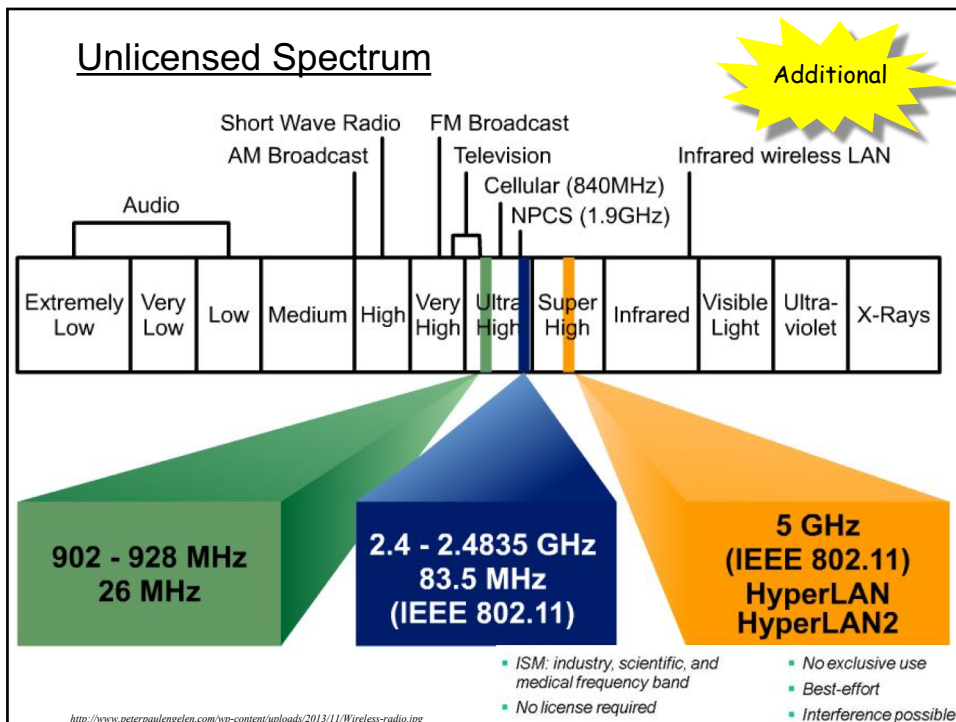 Unlicensed Spectrum
Additional
Short Wave Radio
FM Broadcast
AM Broadcast
Television
Infrared wireless LAN
Cellular (840MHz)
Audio
NPCS (1.9GHz)
Extremely
Low
Very
Low
Low
Medium
High
Very
High
Ultra
High
Super
High
Infrared
Visible
Light
Ultra-
violet
X-Rays
902 - 928 MHz
26 MHz
2.4 - 2.4835 GHz
83.5 MHz
(IEEE 802.11)
5 GHz
(IEEE 802.11)
HyperLAN
HyperLAN2
▪ ISM: industry, scientific, and
medical frequency band
▪ No license required
▪ No exclusive use
▪ Best-effort
▪ Interference possible
http://www.peterpaulengelen.com/wp-content/uploads/2013/11/Wireless-radio.jpg